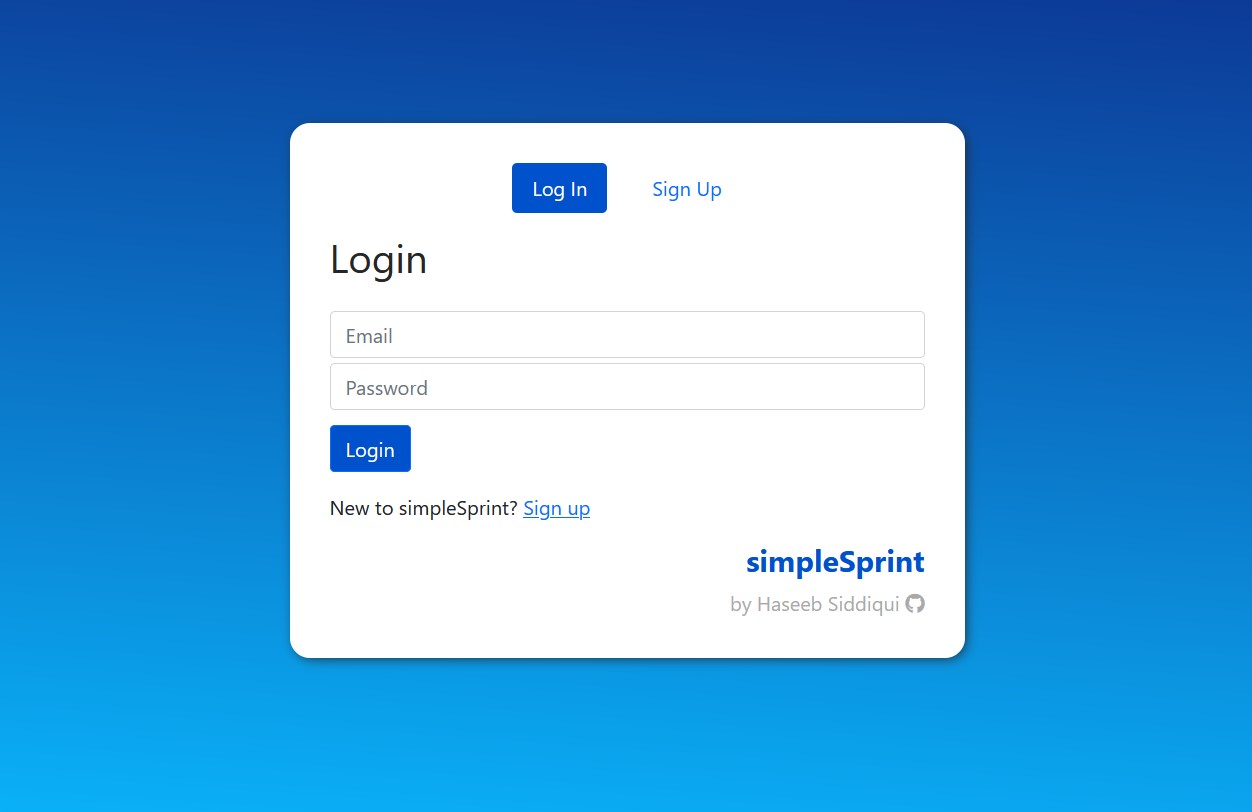 Log In Sign Up
Login
Email
Password
Login
New to simpleSprint? Sign up
simpleSprint
by Haseeb Siddiqui